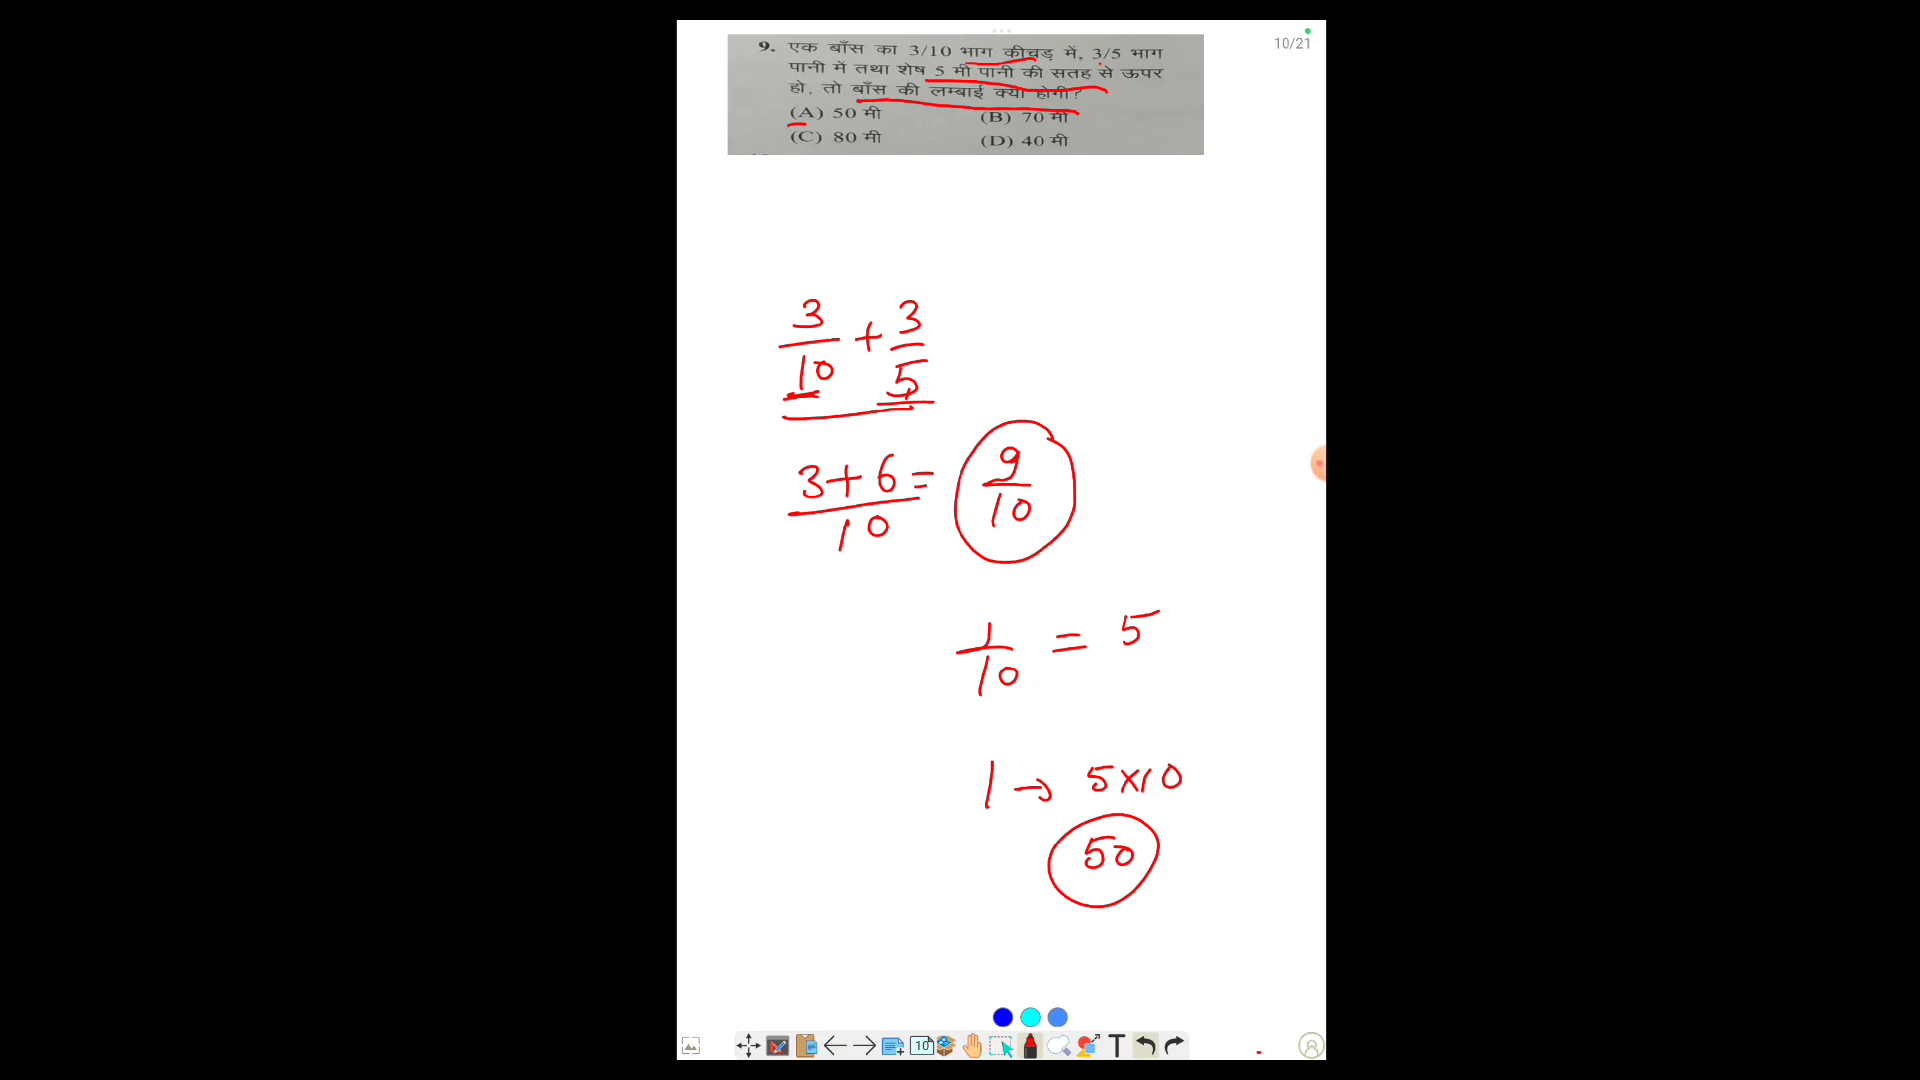 10/21
9. एक बाँस का 3/10 भाग कीचड़ में, 3/5 भाग
पानी में तथा शेष 5 मी पानी की सतह से ऊपर
हो, तो बाँस की लम्बाई क्या होगी?
(A) 50 मी (B) 70 मी
(C) 80 मी (D) 40 मी
3/10 + 3/5
3+6/10 = 9/10
1/10 = 5
1 → 5×10
50
10 T